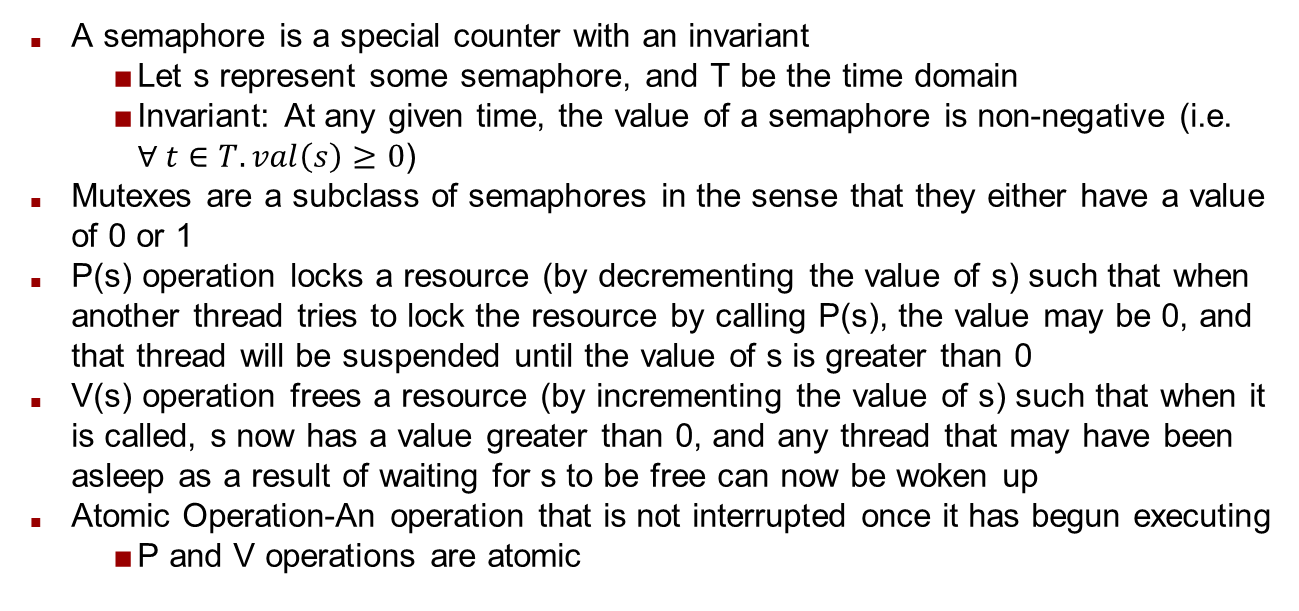 ▪ A semaphore is a special counter with an invariant
■ Let s represent some semaphore, and T be the time domain
■ Invariant: At any given time, the value of a semaphore is non-negative (i.e.
∀ t ∈ T. val(s) ≥ 0)
▪ Mutexes are a subclass of semaphores in the sense that they either have a value
of 0 or 1
▪ P(s) operation locks a resource (by decrementing the value of s) such that when
another thread tries to lock the resource by calling P(s), the value may be 0, and
that thread will be suspended until the value of s is greater than 0
▪ V(s) operation frees a resource (by incrementing the value of s) such that when it
is called, s now has a value greater than 0, and any thread that may have been
asleep as a result of waiting for s to be free can now be woken up
▪ Atomic Operation-An operation that is not interrupted once it has begun executing
■ P and V operations are atomic